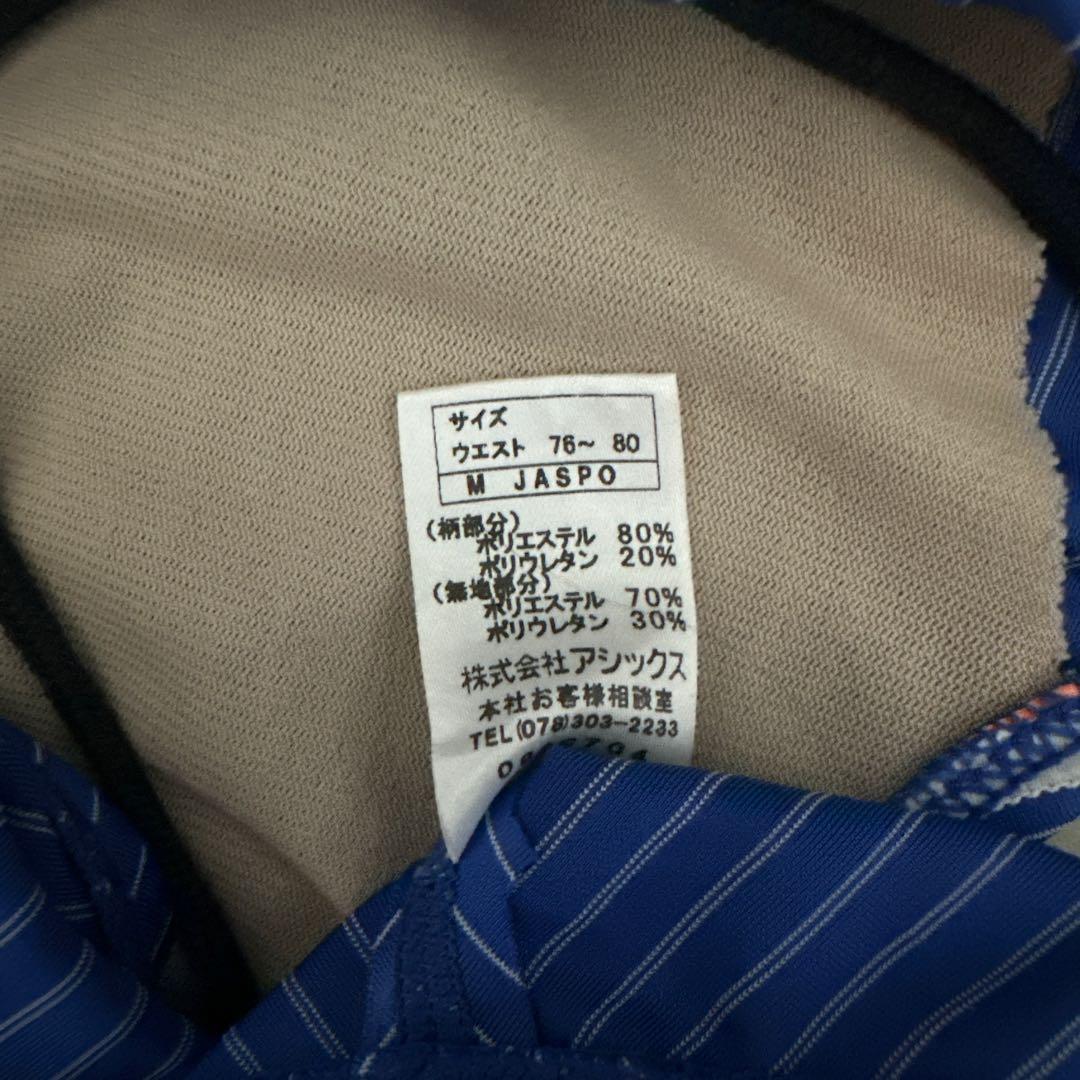 サイズ
ウエスト 76～ 80
M JASPO
(柄部分)
ポリエステル 80%
ポリウレタン 20%
(無地部分)
ポリエステル 70%
ポリウレタン 30%
株式会社アシックス
本社お客様相談室
TEL(078)303-2233